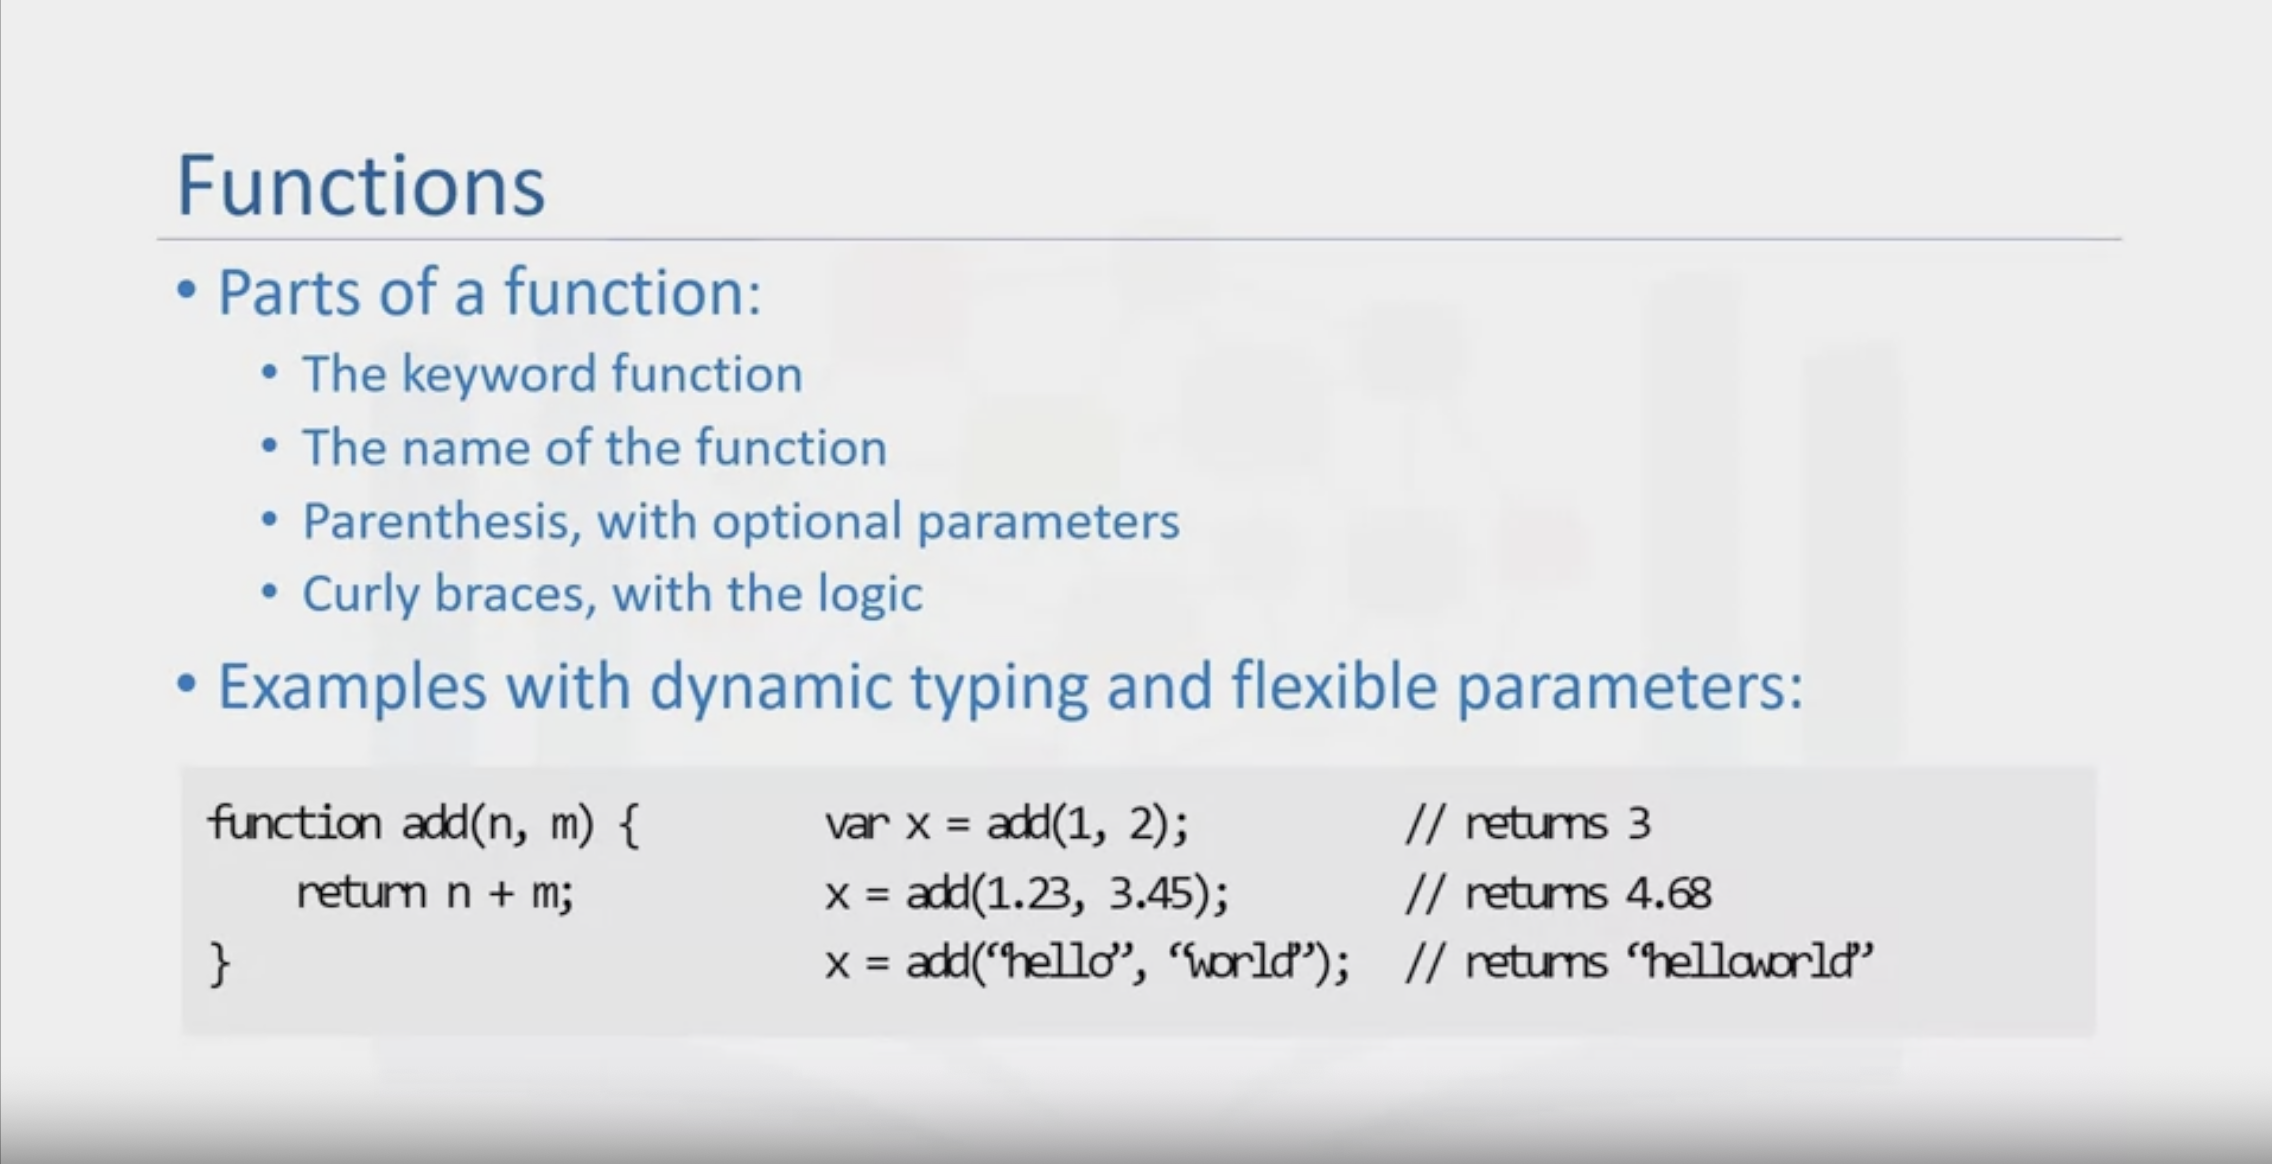 Functions
• Parts of a function:
• The keyword function
• The name of the function
• Parenthesis, with optional parameters
• Curly braces, with the logic
• Examples with dynamic typing and flexible parameters:
function add(n, m) { var x = add(1, 2); // returns 3
return n + m; x = add(1.23, 3.45); // returns 4.68
} x = add(“hello”, “world”); // returns “helloworld”